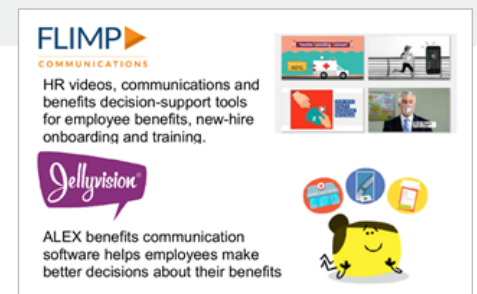 FLIMP
COMMUNICATIONS
HR videos, communications and
benefits decision-support tools
for employee benefits, new-hire
onboarding and training.
Jellyvision
ALEX benefits communication
software helps employees make
better decisions about their benefits